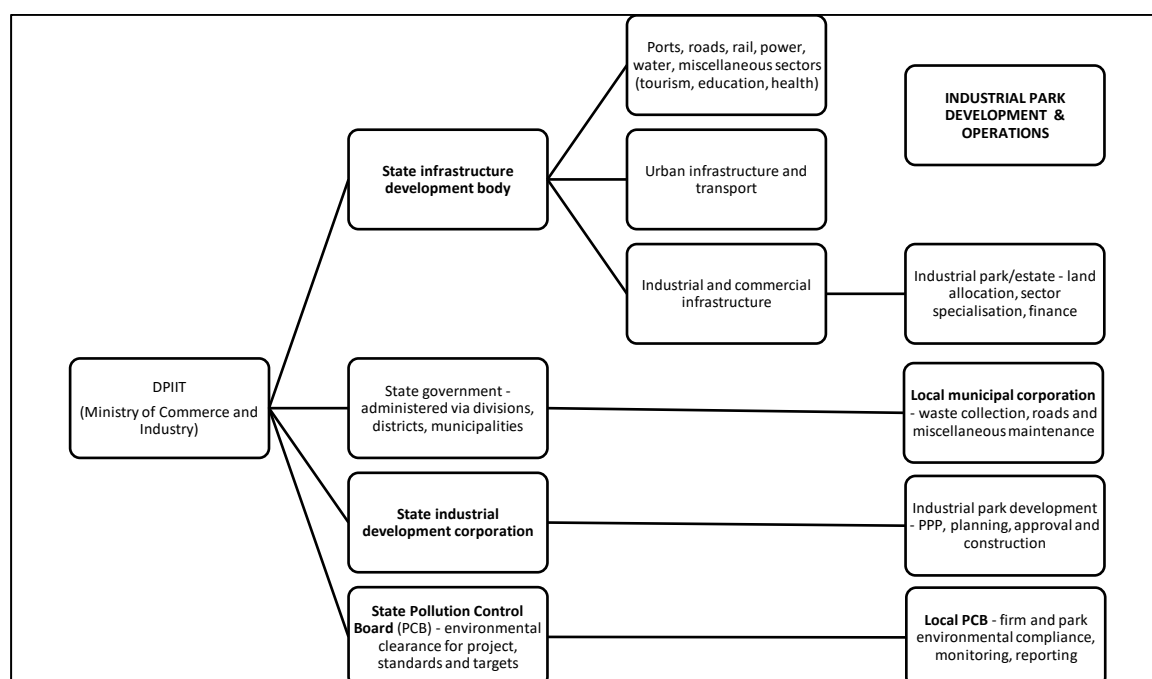 Ports, roads, rail, power,
water, miscellaneous sectors
(tourism, education, health)
INDUSTRIAL PARK
DEVELOPMENT &
OPERATIONS
State infrastructure
development body
Urban infrastructure and
transport
Industrial and commercial
infrastructure
Industrial park/estate - land
allocation, sector
specialisation, finance
DPIIT
(Ministry of Commerce and
Industry)
State government -
administered via divisions,
districts, municipalities
Local municipal corporation
- waste collection, roads and
miscellaneous maintenance
State industrial
development corporation
Industrial park development
- PPP, planning, approval and
construction
State Pollution Control
Board (PCB) - environmental
clearance for project,
standards and targets
Local PCB - firm and park
environmental compliance,
monitoring, reporting